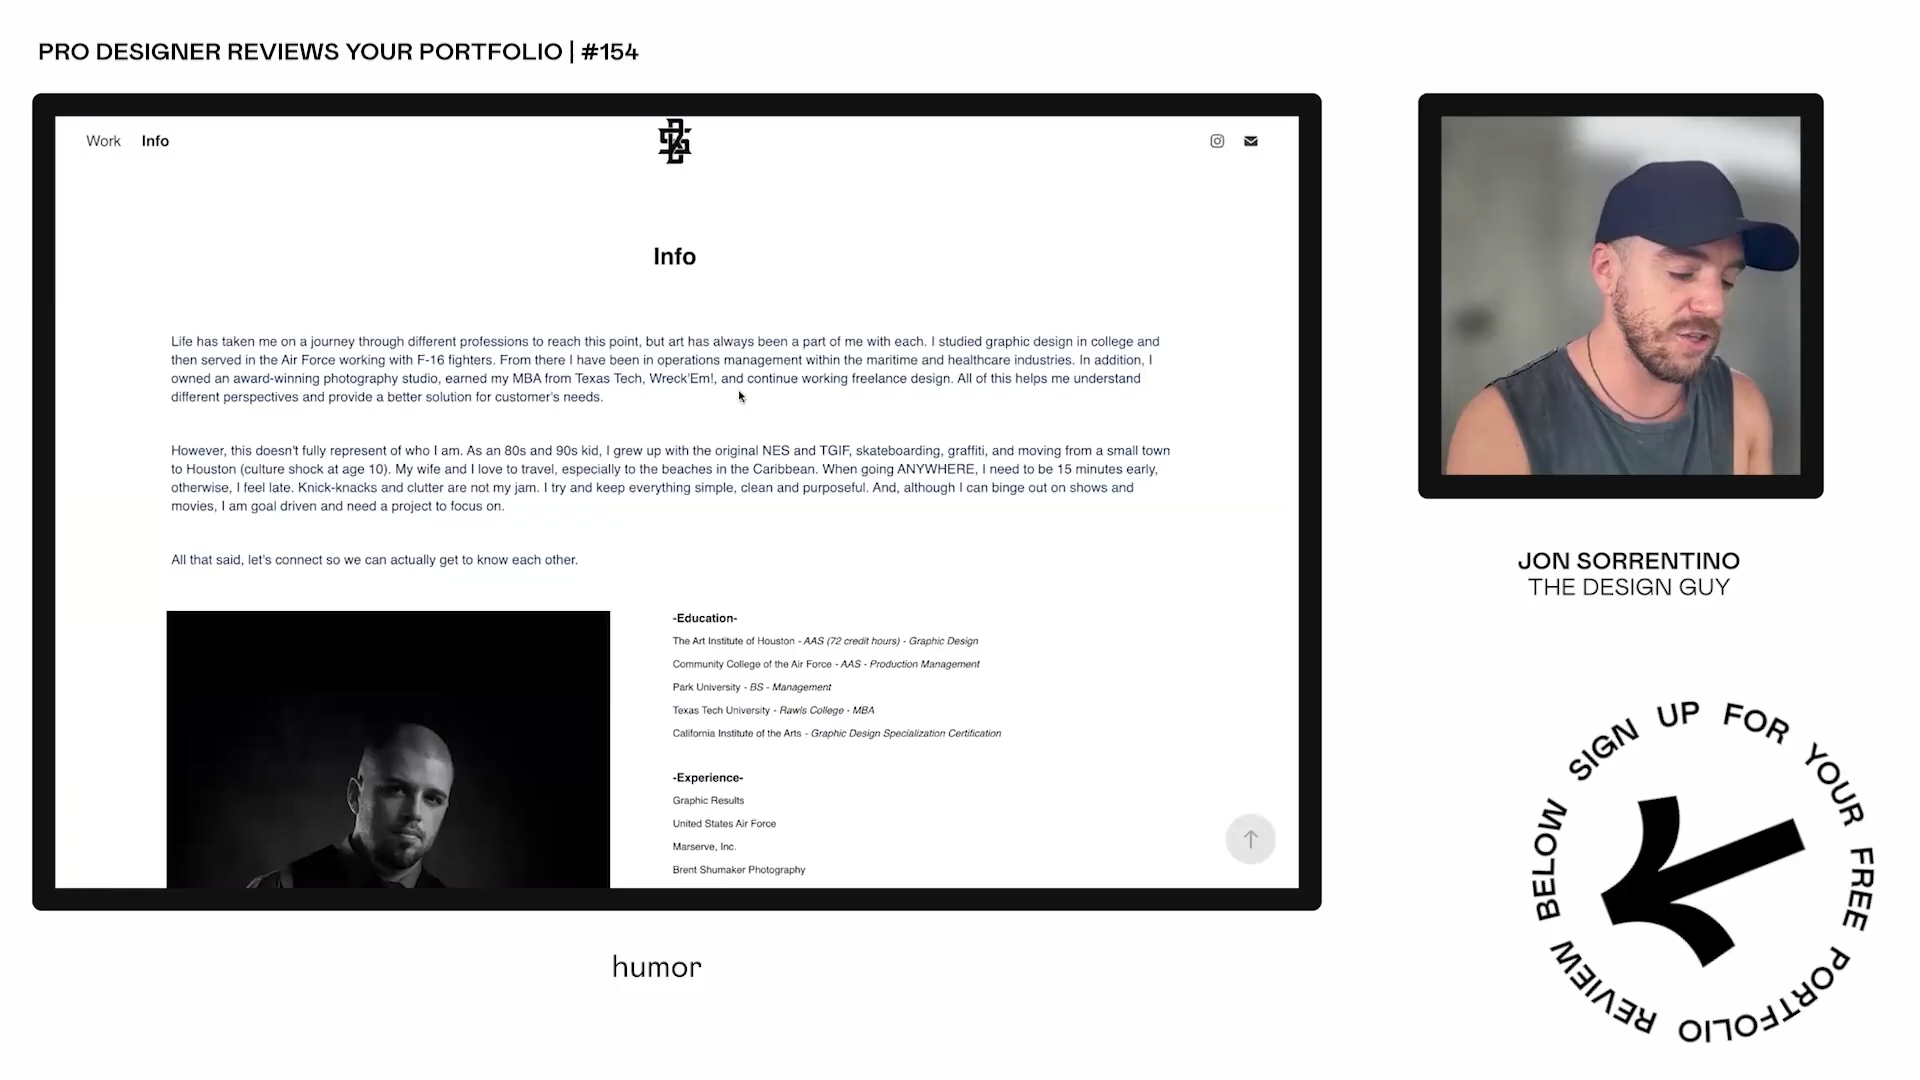 PRO DESIGNER REVIEWS YOUR PORTFOLIO | #154
Work Info
Info
Life has taken me on a journey through different professions to reach this point, but art has always been a part of me with each. I studied graphic design in college and
then served in the Air Force working with F-16 fighters. From there I have been in operations management within the maritime and healthcare industries. In addition, I
owned an award-winning photography studio, earned my MBA from Texas Tech, Wreck'Em!, and continue working freelance design. All of this helps me understand
different perspectives and provide a better solution for customer's needs.
However, this doesn't fully represent of who I am. As an 80s and 90s kid, I grew up with the original NES and TGIF, skateboarding, graffiti, and moving from a small town
to Houston (culture shock at age 10). My wife and I love to travel, especially to the beaches in the Caribbean. When going ANYWHERE, I need to be 15 minutes early,
otherwise, I feel late. Knick-knacks and clutter are not my jam. I try and keep everything simple, clean and purposeful. And, although I can binge out on shows and
movies, I am goal driven and need a project to focus on.
All that said, let's connect so we can actually get to know each other.
-Education-
The Art Institute of Houston - AAS (72 credit hours) - Graphic Design
Community College of the Air Force - AAS - Production Management
Park University - BS - Management
Texas Tech University - Rawls College - MBA
California Institute of the Arts - Graphic Design Specialization Certification
-Experience-
Graphic Results
United States Air Force
Marserve, Inc.
Brent Shumaker Photography
humor
JON SORRENTINO
THE DESIGN GUY
SIGN UP FOR YOUR FREE PORTFOLIO REVIEW BELOW